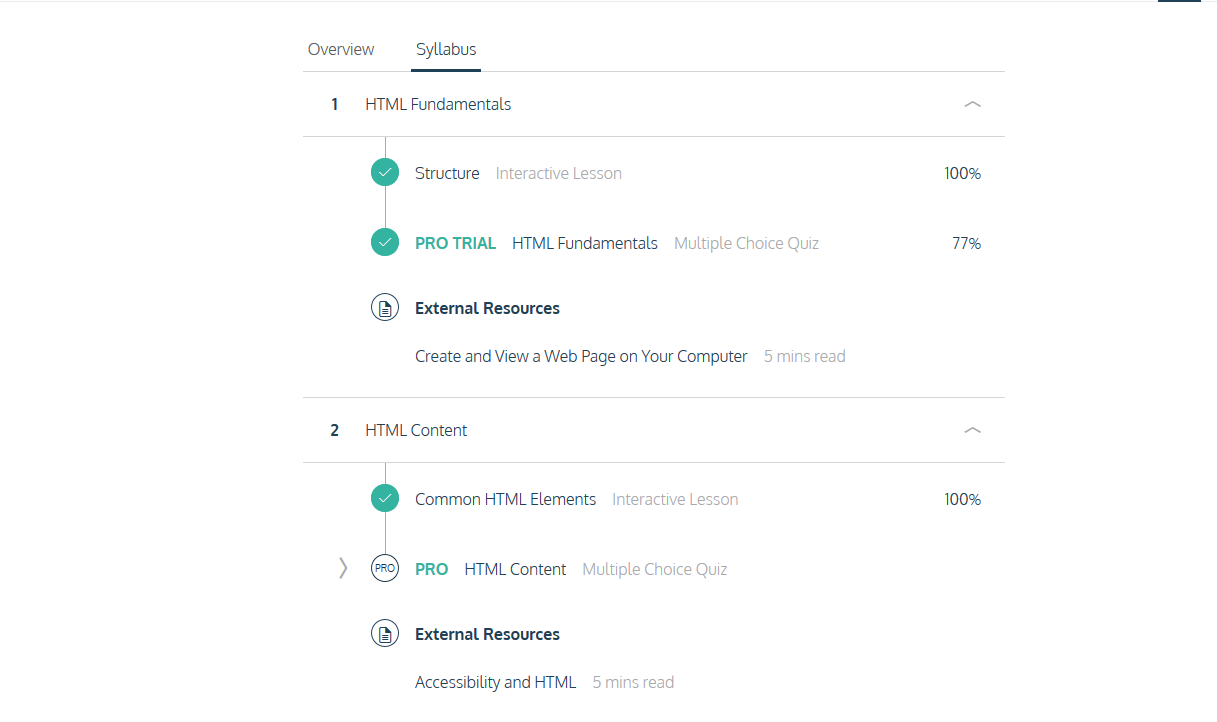 Overview Syllabus
1 HTML Fundamentals
Structure Interactive Lesson 100%
PRO TRIAL HTML Fundamentals Multiple Choice Quiz 77%
External Resources
Create and View a Web Page on Your Computer 5 mins read
2 HTML Content
Common HTML Elements Interactive Lesson 100%
PRO PRO HTML Content Multiple Choice Quiz
External Resources
Accessibility and HTML 5 mins read